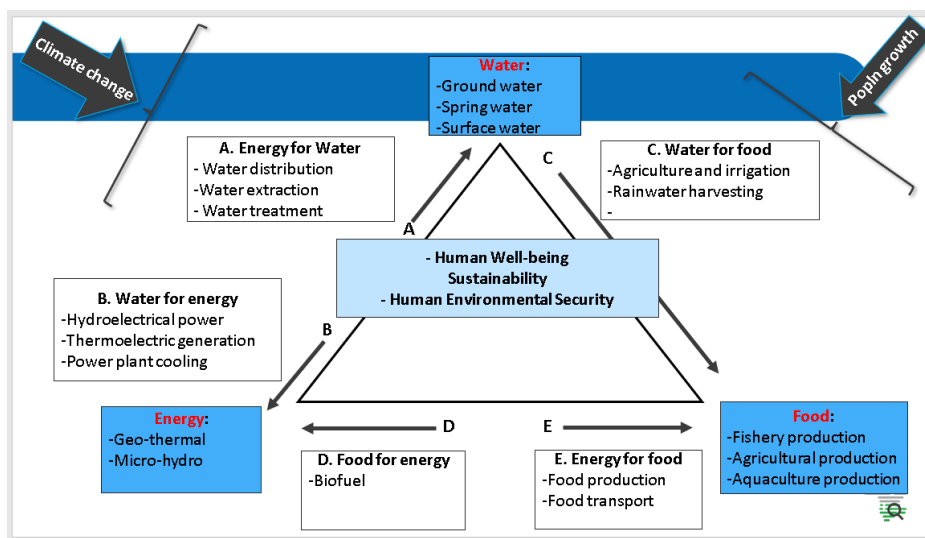 Climate change
Popln growth
Water:
-Ground water
-Spring water
-Surface water
A. Energy for Water
- Water distribution
-Water extraction
- Water treatment
C
C. Water for food
-Agriculture and irrigation
-Rainwater harvesting
-
A
- Human Well-being
Sustainability
- Human Environmental Security
B. Water for energy
-Hydroelectrical power
-Thermoelectric generation
-Power plant cooling
B
Energy:
-Geo-thermal
-Micro-hydro
D
E
Food:
-Fishery production
-Agricultural production
-Aquaculture production
D. Food for energy
-Biofuel
E. Energy for food
-Food production
-Food transport